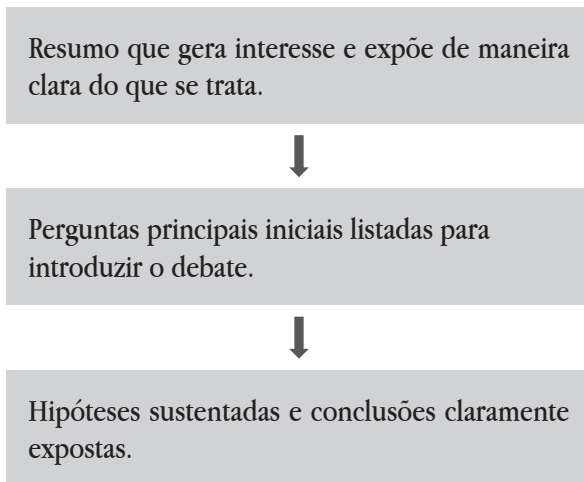 Resumo que gera interesse e expõe de maneira
clara do que se trata.
Perguntas principais iniciais listadas para
introduzir o debate.
Hipóteses sustentadas e conclusões claramente
expostas.